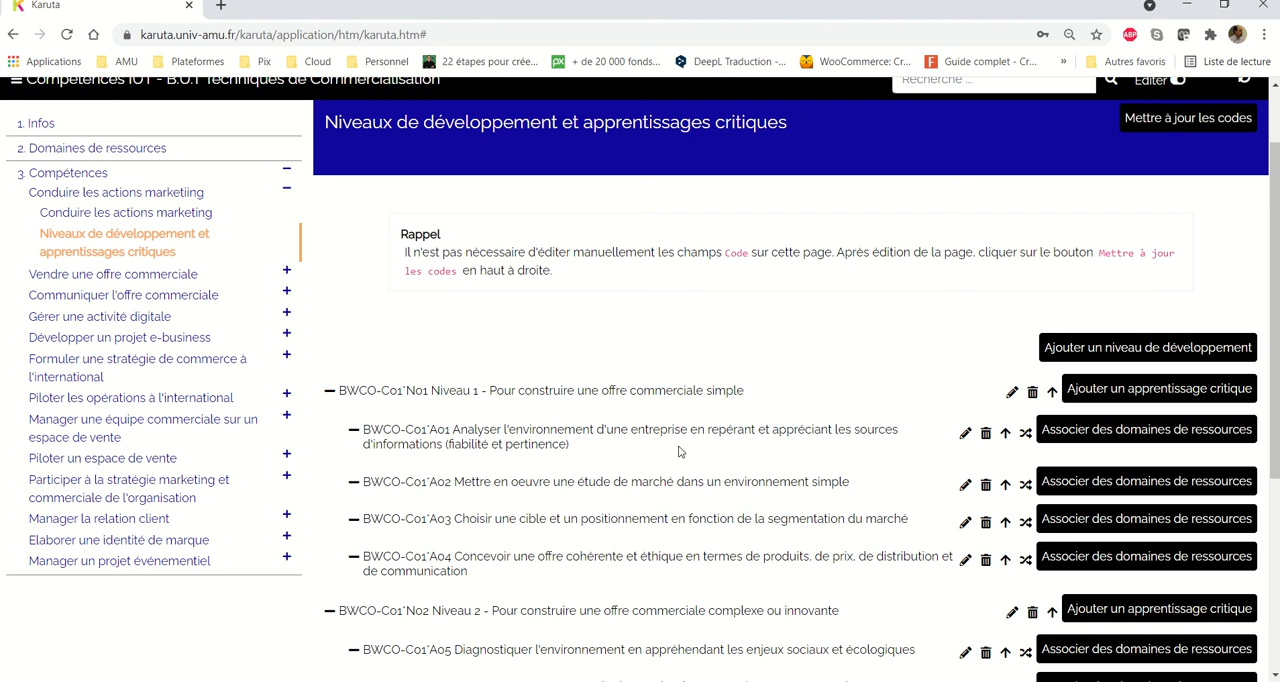 Karuta
karuta.univ-amu.fr/karuta/application/htm/karuta.htm#
Applications AMU Plateformes Pix Cloud Personnel 22 étapes pour crée... + de 20 000 fonds... DeepL Traduction -... WooCommerce: Cr... Guide complet - Cr... » Autres favoris Liste de lecture
Compétences IUT - B.U.T Techniques de Commercialisation
Recherche ...
Editer
1. Infos
2. Domaines de ressources
3. Compétences
Conduire les actions marketiing
Conduire les actions marketing
Niveaux de développement et
apprentissages critiques
Vendre une offre commerciale
Communiquer l'offre commerciale
Gérer une activité digitale
Développer un projet e-business
Formuler une stratégie de commerce à
l'international
Piloter les opérations à l'international
Manager une équipe commerciale sur un
espace de vente
Piloter un espace de vente
Participer à la stratégie marketing et
commerciale de l'organisation
Manager la relation client
Elaborer une identité de marque
Manager un projet événementiel
Niveaux de développement et apprentissages critiques
Mettre à jour les codes
Rappel
Il n'est pas nécessaire d'éditer manuellement les champs Code sur cette page. Après édition de la page, cliquer sur le bouton Mettre à jour
les codes en haut à droite.
Ajouter un niveau de développement
BWCO-C01*N01 Niveau 1 - Pour construire une offre commerciale simple
Ajouter un apprentissage critique
BWCO-C01*A01 Analyser l'environnement d'une entreprise en repérant et appréciant les sources
d'informations (fiabilité et pertinence)
Associer des domaines de ressources
BWCO-C01*A02 Mettre en oeuvre une étude de marché dans un environnement simple
Associer des domaines de ressources
BWCO-C01*A03 Choisir une cible et un positionnement en fonction de la segmentation du marché
Associer des domaines de ressources
BWCO-C01*A04 Concevoir une offre cohérente et éthique en termes de produits, de prix, de distribution et
de communication
Associer des domaines de ressources
BWCO-C01*N02 Niveau 2 - Pour construire une offre commerciale complexe ou innovante
Ajouter un apprentissage critique
BWCO-C01*A05 Diagnostiquer l'environnement en appréhendant les enjeux sociaux et écologiques
Associer des domaines de ressources